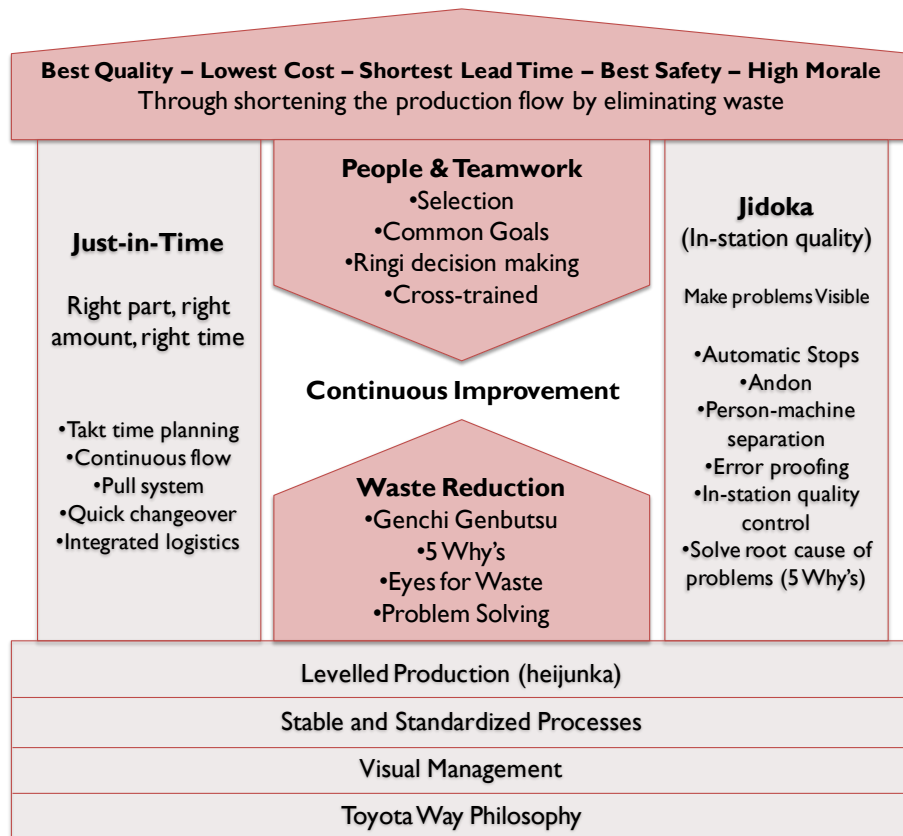 Best Quality – Lowest Cost – Shortest Lead Time – Best Safety – High Morale
Through shortening the production flow by eliminating waste
Just-in-Time
Right part, right
amount, right time
•Takt time planning
•Continuous flow
•Pull system
•Quick changeover
•Integrated logistics
People & Teamwork
•Selection
•Common Goals
•Ringi decision making
•Cross-trained
Continuous Improvement
Waste Reduction
•Genchi Genbutsu
•5 Why's
•Eyes for Waste
•Problem Solving
Jidoka
(In-station quality)
Make problems Visible
•Automatic Stops
•Andon
•Person-machine
separation
•Error proofing
•In-station quality
control
•Solve root cause of
problems (5 Why's)
Levelled Production (heijunka)
Stable and Standardized Processes
Visual Management
Toyota Way Philosophy